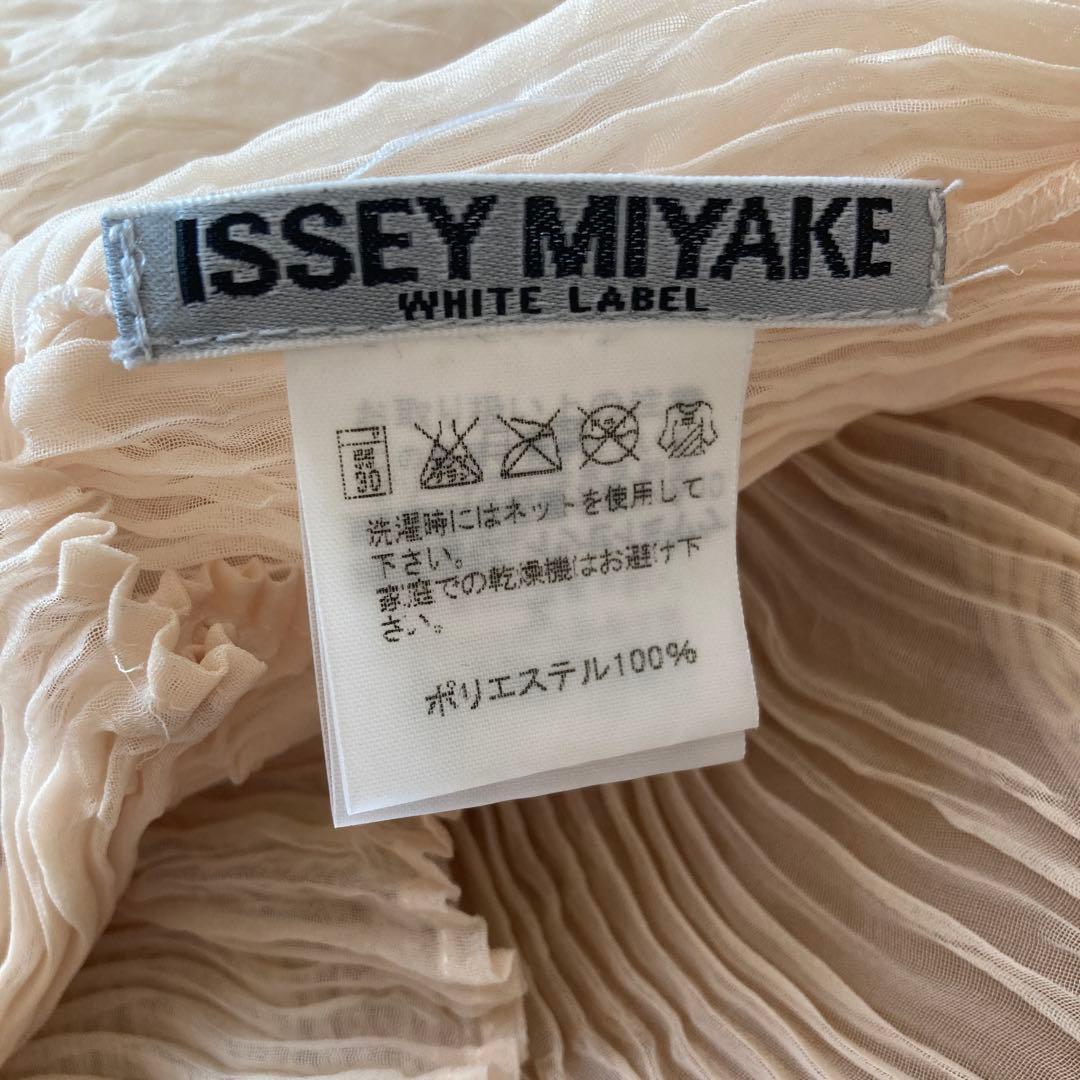 ISSEY MIYAKE
WHITE LABEL
洗濯時にはネットを使用して
下さい。
家庭での乾燥機はお避け下
さい。
ポリエステル100%